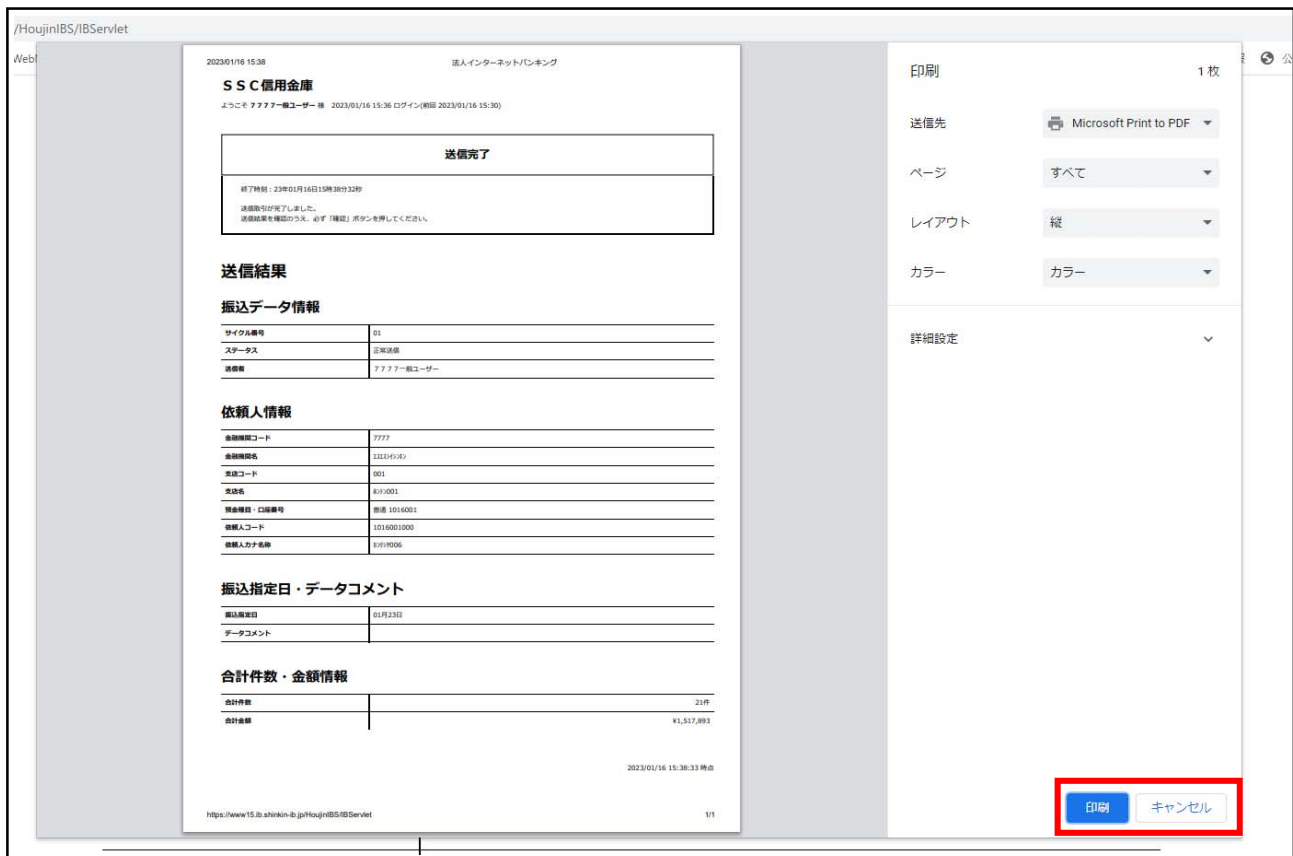 /HoujinIBS/IBServlet
2023/01/16 15:38 法人インターネットバンキング
ＳＳＣ信用金庫
ようこそ ７７７７一般ユーザー 様 2023/01/16 15:36 ログイン(前回 2023/01/16 15:30)
送信完了
終了時刻：23年01月16日15時38分32秒
送信取引が完了しました。
送信結果を確認のうえ、必ず「確認」ボタンを押してください。
送信結果
振込データ情報
サイクル番号 01
ステータス 正常送信
送信者 ７７７７一般ユーザー
依頼人情報
金融機関コード 7777
金融機関名
支店コード 001
支店名 ﾎﾝﾃﾝ001
預金種目・口座番号 普通 1016001
依頼人コード 1016001000
依頼人カナ名称
振込指定日・データコメント
振込指定日 01月23日
データコメント
合計件数・金額情報
合計件数 21件
合計金額 ¥1,517,893
2023/01/16 15:38:33 時点
https://www15.ib.shinkin-ib.jp/HoujinIBS/IBServlet 1/1
印刷 1 枚
送信先 Microsoft Print to PDF
ページ すべて
レイアウト 縦
カラー カラー
詳細設定
印刷 キャンセル